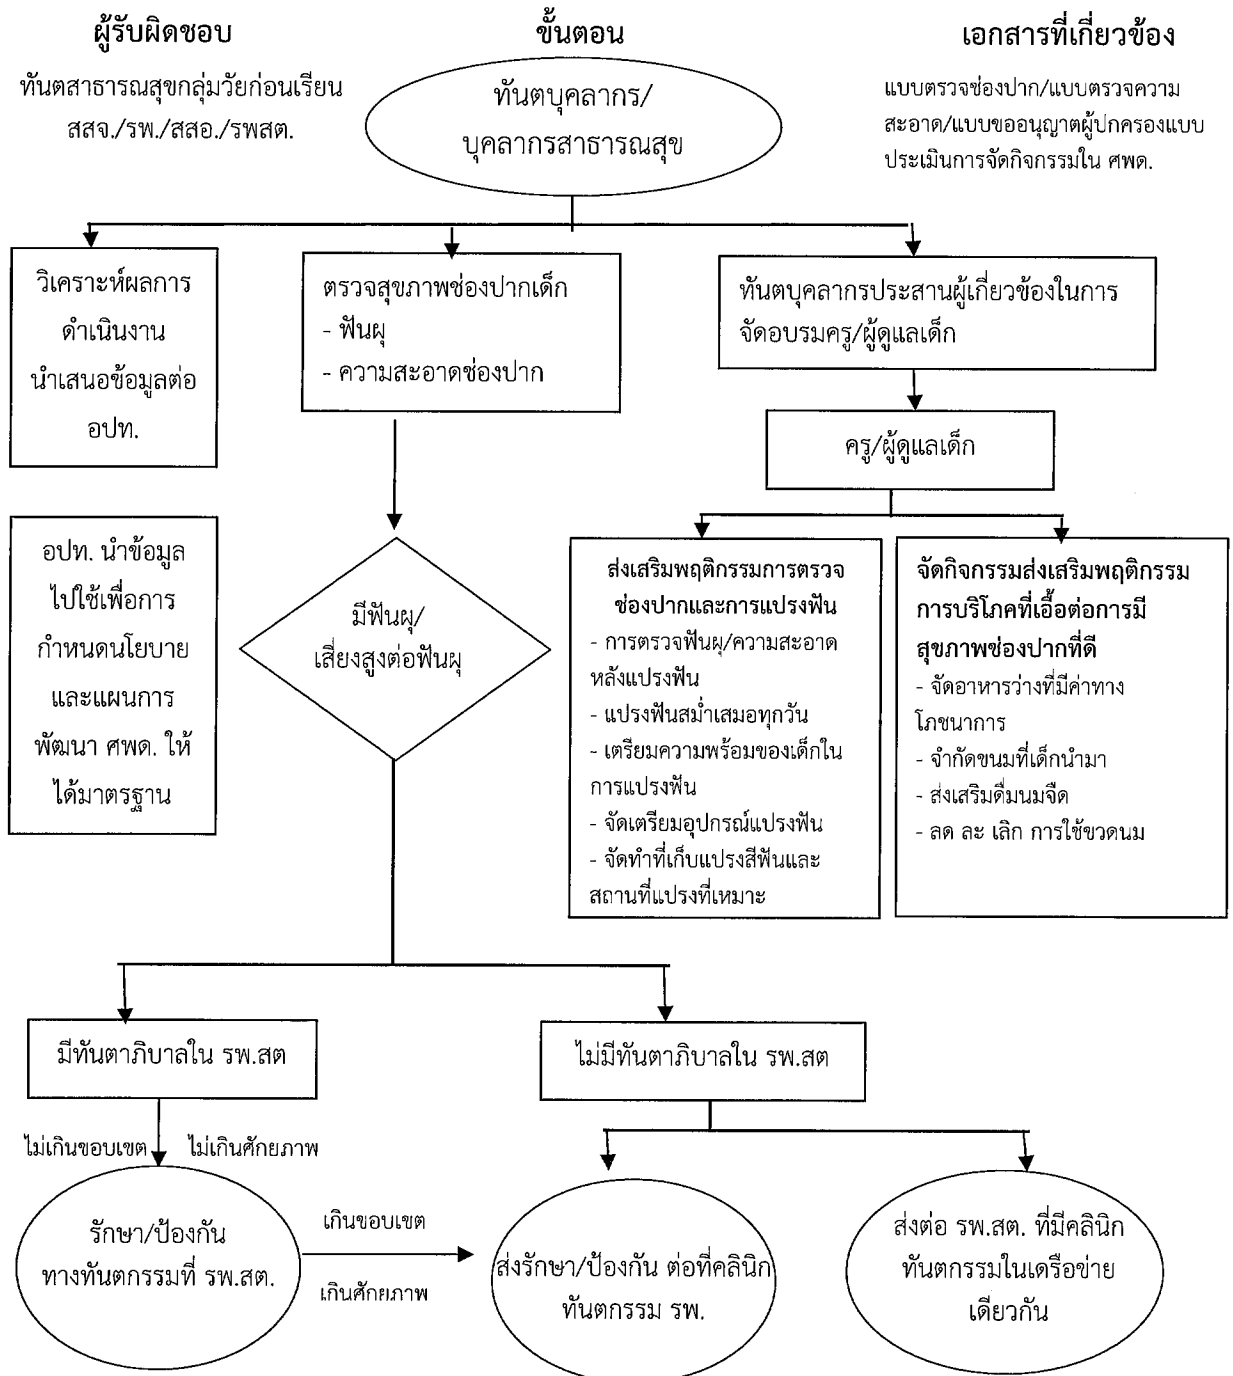 ผู้รับผิดชอบ
ขั้นตอน
เอกสารที่เกี่ยวข้อง
ทันตสาธารณสุขกลุ่มวัยก่อนเรียน
สสจ./รพ./สสอ./รพสต.
ทันตบุคลากร/
บุคลากรสาธารณสุข
แบบตรวจช่องปาก/แบบตรวจความ
สะอาด/แบบขออนุญาตผู้ปกครองแบบ
ประเมินการจัดกิจกรรมใน ศพด.
วิเคราะห์ผลการ
ดำเนินงาน
นำเสนอข้อมูลต่อ
อปท.
ตรวจสุขภาพช่องปากเด็ก
- ฟันผุ
- ความสะอาดช่องปาก
ทันตบุคลากรประสานผู้เกี่ยวข้องในการ
จัดอบรมครู/ผู้ดูแลเด็ก
ครู/ผู้ดูแลเด็ก
อปท. นำข้อมูล
ไปใช้เพื่อการ
กำหนดนโยบาย
และแผนการ
พัฒนา ศพด. ให้
ได้มาตรฐาน
มีฟันผุ/
เสี่ยงสูงต่อฟันผุ
ส่งเสริมพฤติกรรมการตรวจ
ช่องปากและการแปรงฟัน
- การตรวจฟันผุ/ความสะอาด
หลังแปรงฟัน
- แปรงฟันสม่ำเสมอทุกวัน
- เตรียมความพร้อมของเด็กใน
การแปรงฟัน
- จัดเตรียมอุปกรณ์แปรงฟัน
- จัดทำที่เก็บแปรงสีฟันและ
สถานที่แปรงที่เหมาะ
จัดกิจกรรมส่งเสริมพฤติกรรม
การบริโภคที่เอื้อต่อการมี
สุขภาพช่องปากที่ดี
- จัดอาหารว่างที่มีค่าทาง
โภชนาการ
- จำกัดขนมที่เด็กนำมา
- ส่งเสริมดื่มนมจืด
- ลด ละ เลิก การใช้ขวดนม
มีทันตาภิบาลใน รพ.สต
ไม่มีทันตาภิบาลใน รพ.สต
ไม่เกินขอบเขต
ไม่เกินศักยภาพ
รักษา/ป้องกัน
ทางทันตกรรมที่ รพ.สต.
เกินขอบเขต
เกินศักยภาพ
ส่งรักษา/ป้องกัน ต่อที่คลินิก
ทันตกรรม รพ.
ส่งต่อ รพ.สต. ที่มีคลินิก
ทันตกรรมในเครือข่าย
เดียวกัน